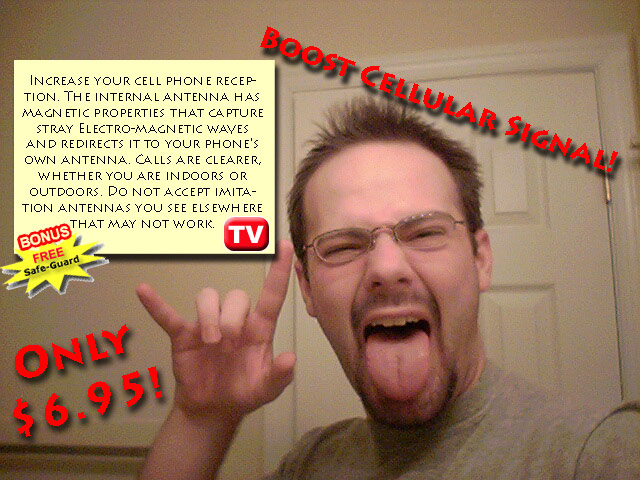 BOOST CELLULAR SIGNAL!
INCREASE YOUR CELL PHONE RECEP-
TION. THE INTERNAL ANTENNA HAS
MAGNETIC PROPERTIES THAT CAPTURE
STRAY ELECTRO-MAGNETIC WAVES
AND REDIRECTS IT TO YOUR PHONE'S
OWN ANTENNA. CALLS ARE CLEARER,
WHETHER YOU ARE INDOORS OR
OUTDOORS. DO NOT ACCEPT IMITA-
TION ANTENNAS YOU SEE ELSEWHERE
THAT MAY NOT WORK.
TV
BONUS
FREE
Safe-Guard
ONLY
$6.95!